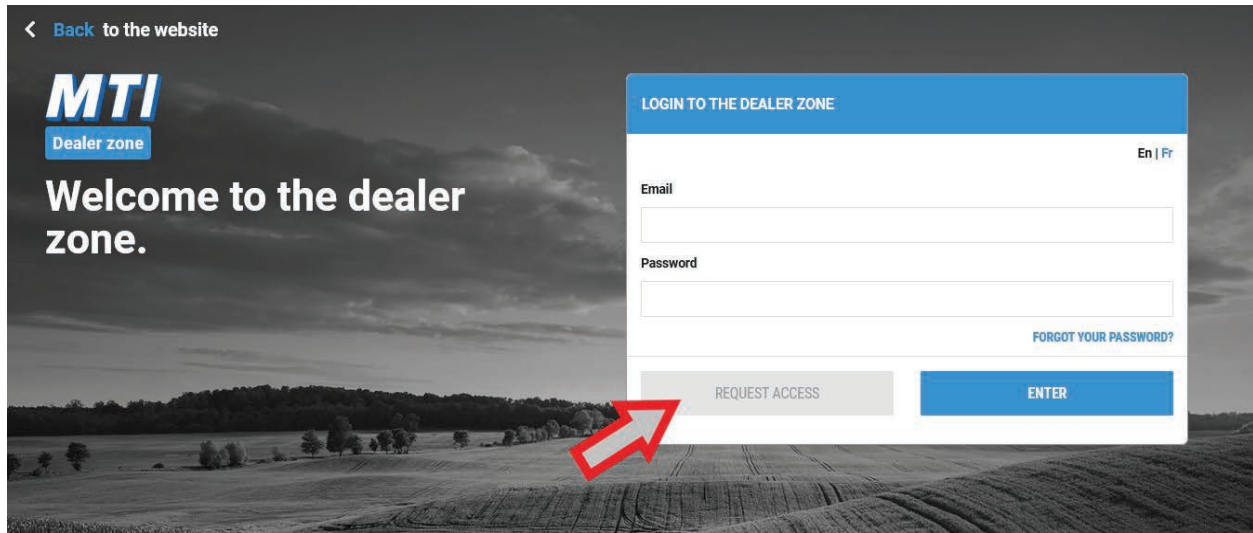 Back to the website
MTI
Dealer zone
Welcome to the dealer
zone.
LOGIN TO THE DEALER ZONE
En | Fr
Email
Password
FORGOT YOUR PASSWORD?
REQUEST ACCESS
ENTER